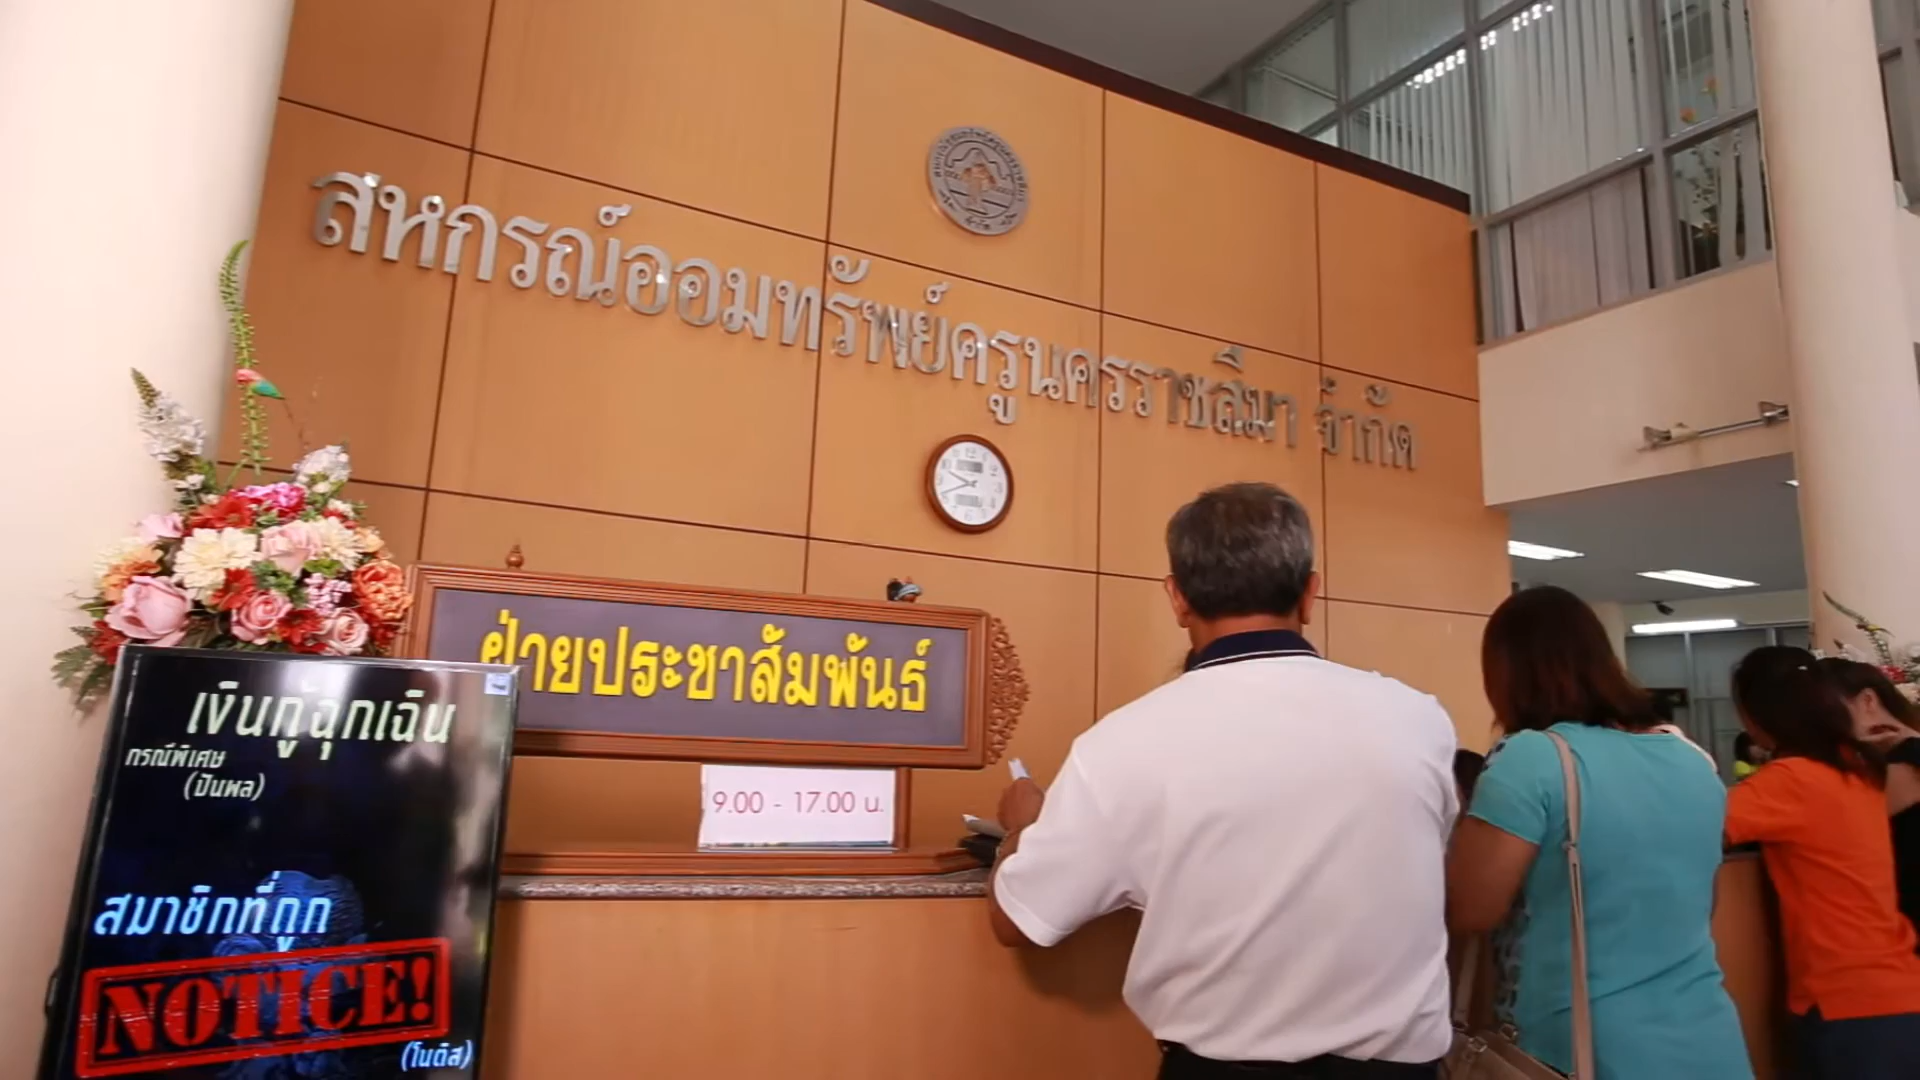 สหกรณ์ออมทรัพย์ครูนครราชสีมา จำกัด
ฝ่ายประชาสัมพันธ์
9.00 - 17.00 น.
เงินกู้ฉุกเฉิน
กรณีพิเศษ
(ปันผล)
สมาชิกที่ถูก
NOTICE!
(โนติส)